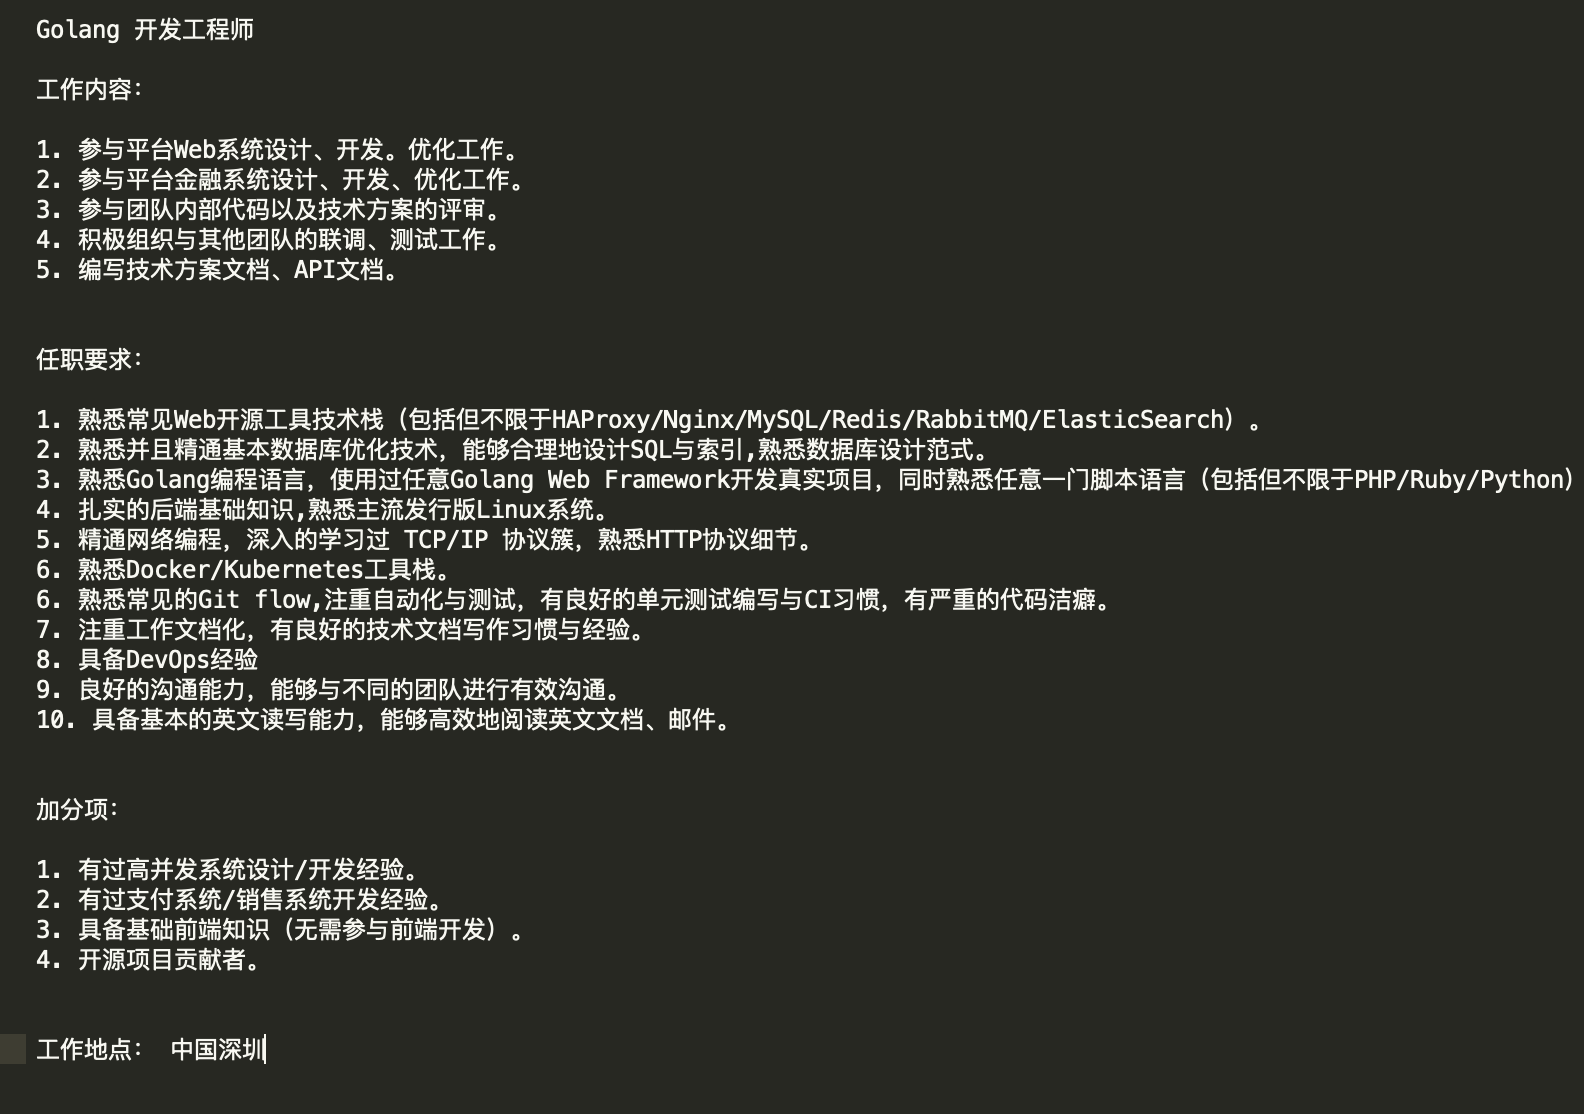 Golang 开发工程师
工作内容：
1. 参与平台Web系统设计、开发。优化工作。
2. 参与平台金融系统设计、开发、优化工作。
3. 参与团队内部代码以及技术方案的评审。
4. 积极组织与其他团队的联调、测试工作。
5. 编写技术方案文档、API文档。
任职要求：
1. 熟悉常见Web开源工具技术栈（包括但不限于HAProxy/Nginx/MySQL/Redis/RabbitMQ/ElasticSearch）。
2. 熟悉并且精通基本数据库优化技术，能够合理地设计SQL与索引,熟悉数据库设计范式。
3. 熟悉Golang编程语言，使用过任意Golang Web Framework开发真实项目，同时熟悉任意一门脚本语言（包括但不限于PHP/Ruby/Python）
4. 扎实的后端基础知识,熟悉主流发行版Linux系统。
5. 精通网络编程，深入的学习过 TCP/IP 协议簇，熟悉HTTP协议细节。
6. 熟悉Docker/Kubernetes工具栈。
6. 熟悉常见的Git flow,注重自动化与测试，有良好的单元测试编写与CI习惯，有严重的代码洁癖。
7. 注重工作文档化，有良好的技术文档写作习惯与经验。
8. 具备DevOps经验
9. 良好的沟通能力，能够与不同的团队进行有效沟通。
10. 具备基本的英文读写能力，能够高效地阅读英文文档、邮件。
加分项：
1. 有过高并发系统设计/开发经验。
2. 有过支付系统/销售系统开发经验。
3. 具备基础前端知识（无需参与前端开发）。
4. 开源项目贡献者。
工作地点： 中国深圳